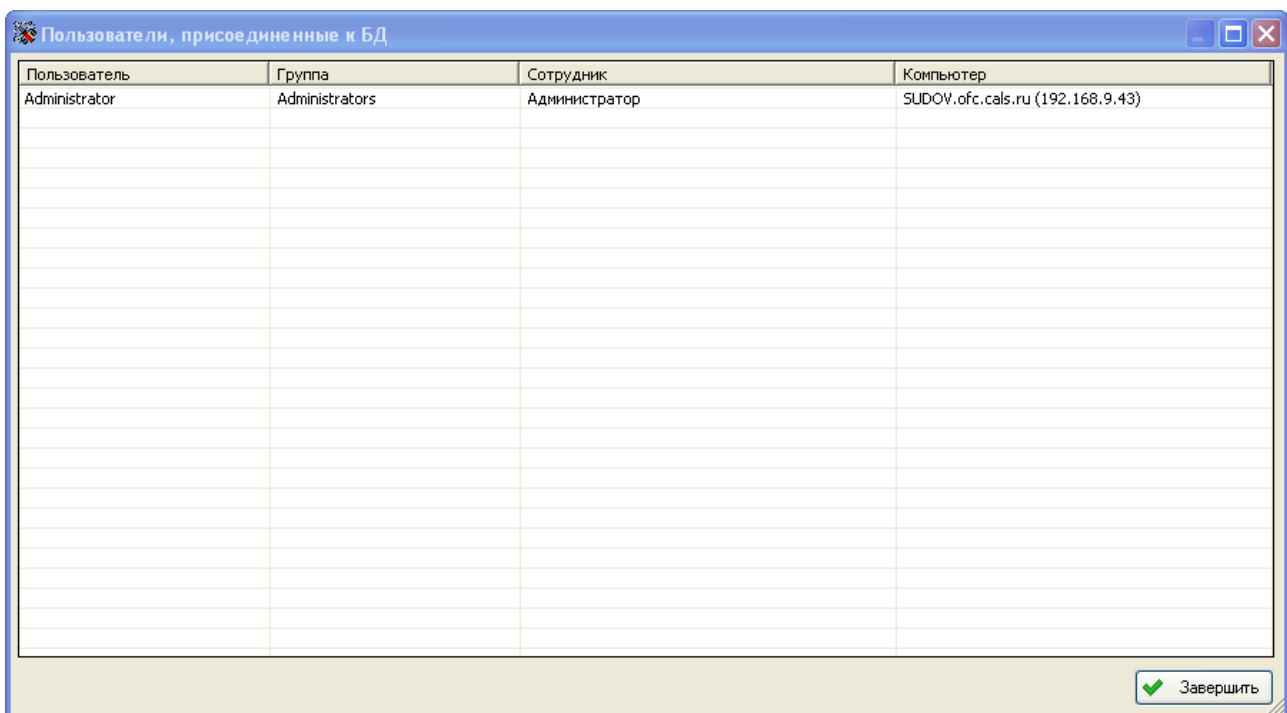 Пользователи, присоединенные к БД
Пользователь Группа Сотрудник Компьютер
Administrator Administrators Администратор SUDOV.ofc.cals.ru (192.168.9.43)
Завершить